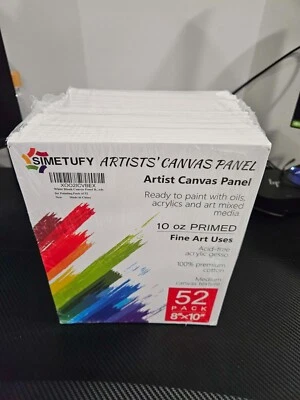 SIMETUFY ARTISTS' CANVAS PANEL
Artist Canvas Panel
Ready to paint with oils,
acrylics and art mixed
media
10 oz PRIMED
Fine Art Uses
Acid-free
acrylic gesso
100% premium
cotton
Medium
canvas texture
52
PACK
8"×10"